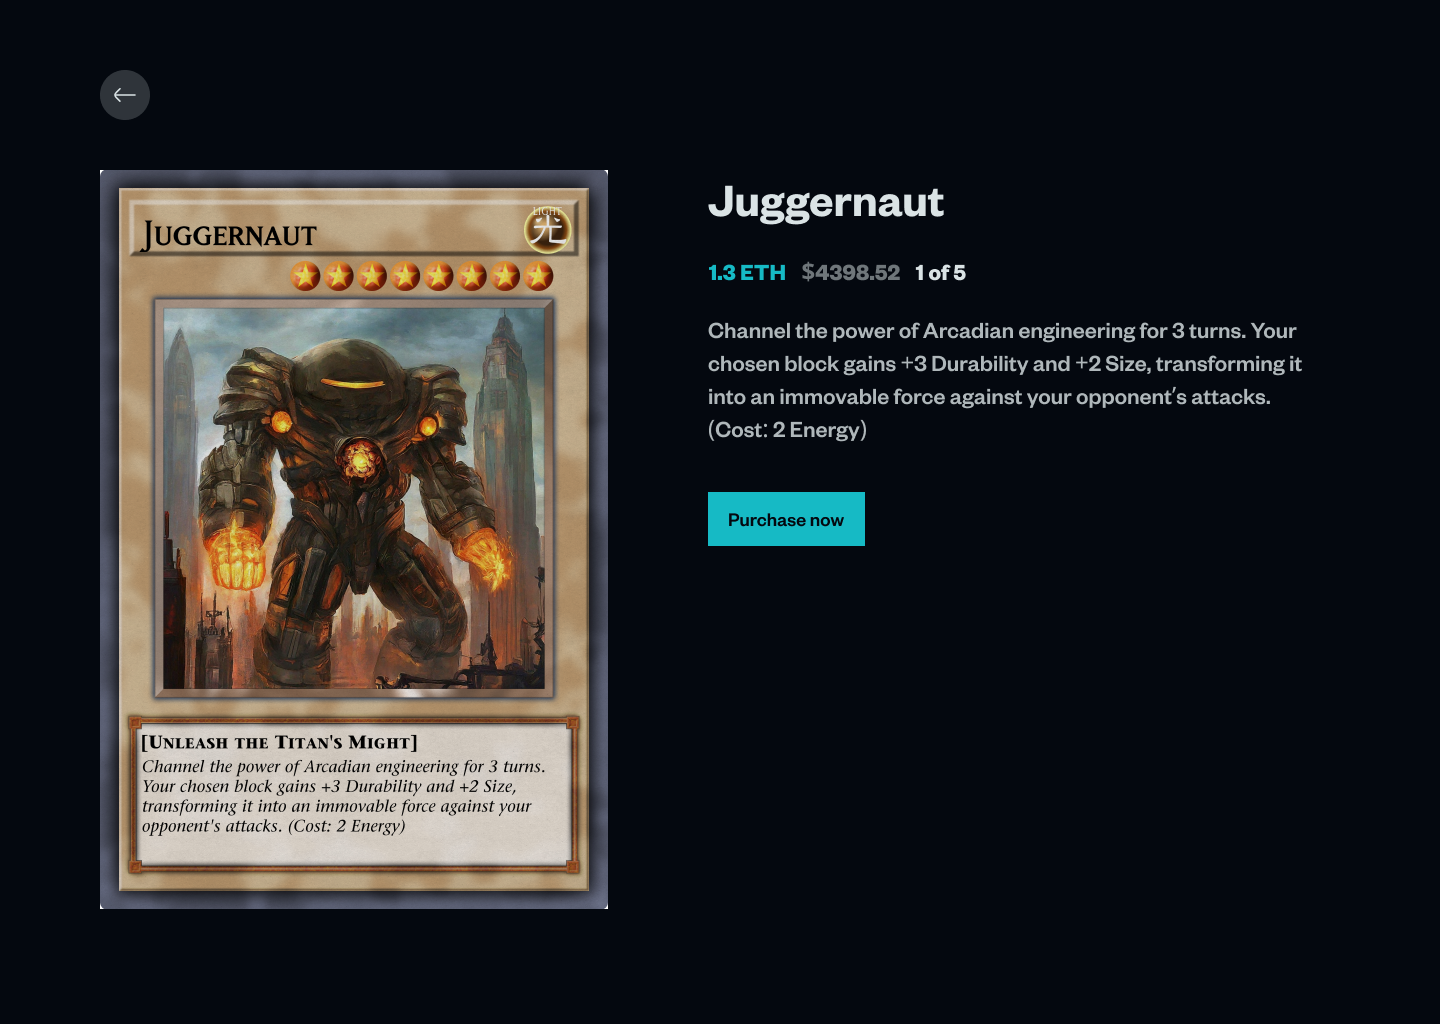 JUGGERNAUT
LIGHT
光
[UNLEASH THE TITAN'S MIGHT]
Channel the power of Arcadian engineering for 3 turns.
Your chosen block gains +3 Durability and +2 Size,
transforming it into an immovable force against your
opponent's attacks. (Cost: 2 Energy)
Juggernaut
1.3 ETH $4398.52 1 of 5
Channel the power of Arcadian engineering for 3 turns. Your
chosen block gains +3 Durability and +2 Size, transforming it
into an immovable force against your opponent's attacks.
(Cost: 2 Energy)
Purchase now